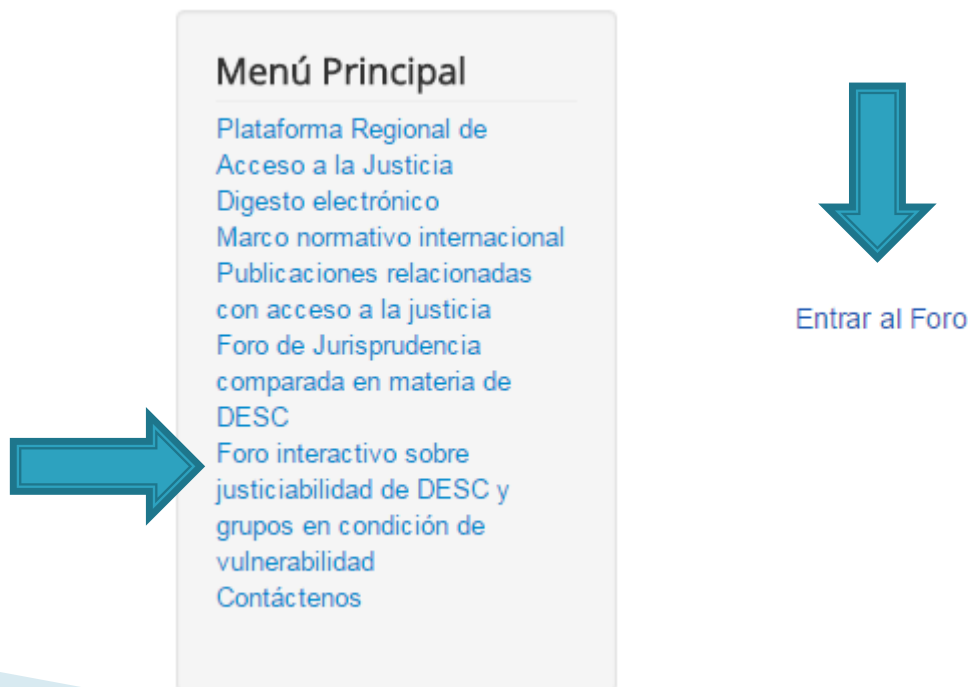 Menú Principal
Plataforma Regional de
Acceso a la Justicia
Digesto electrónico
Marco normativo internacional
Publicaciones relacionadas
con acceso a la justicia
Foro de Jurisprudencia
comparada en materia de
DESC
Foro interactivo sobre
justiciabilidad de DESC y
grupos en condición de
vulnerabilidad
Contáctenos
Entrar al Foro